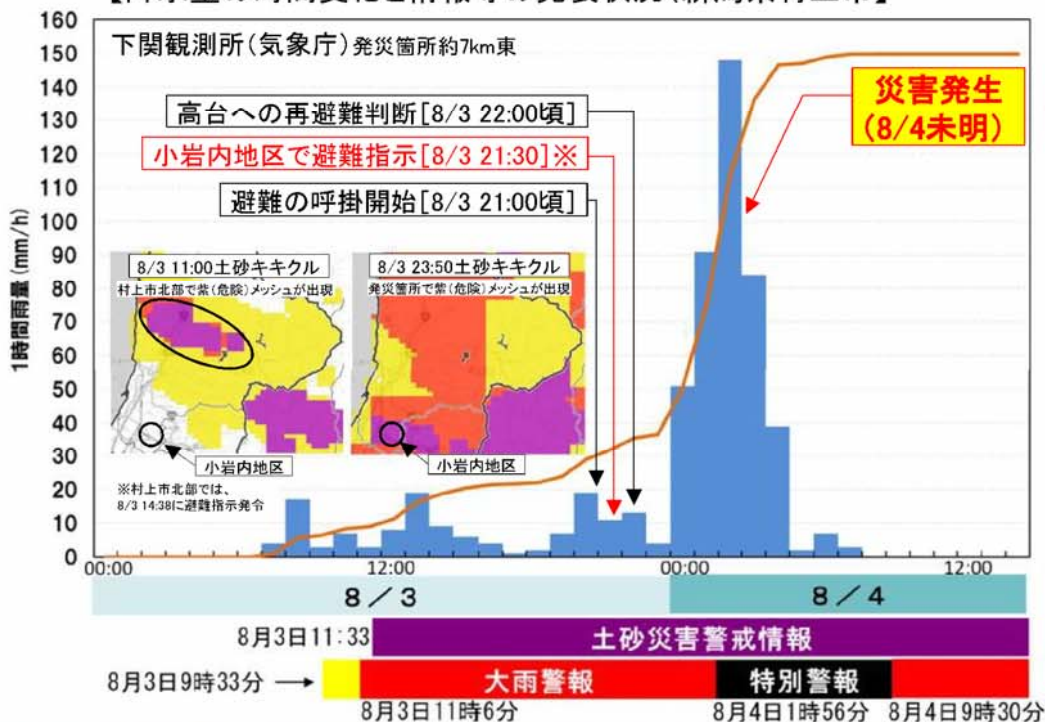 160
150
140
130
120
110
100
90
80
70
60
50
40
30
20
10
0
1時間雨量(mm/h)
下関観測所(気象庁)発災箇所約7km東
高台への再避難判断[8/3 22:00頃]
小岩内地区で避難指示[8/3 21:30]※
避難の呼掛開始[8/3 21:00頃]
災害発生
(8/4未明)
8/3 11:00土砂キキクル
村上市北部で紫(危険)メッシュが出現
小岩内地区
※村上市北部では、
8/3 14:38に避難指示発令
8/3 23:50土砂キキクル
発災箇所で紫(危険)メッシュが出現
小岩内地区
00:00
12:00
00:00
12:00
8/3
8/4
8月3日11:33
土砂災害警戒情報
8月3日9時33分 →
大雨警報
特別警報
8月3日11時6分
8月4日1時56分
8月4日9時30分